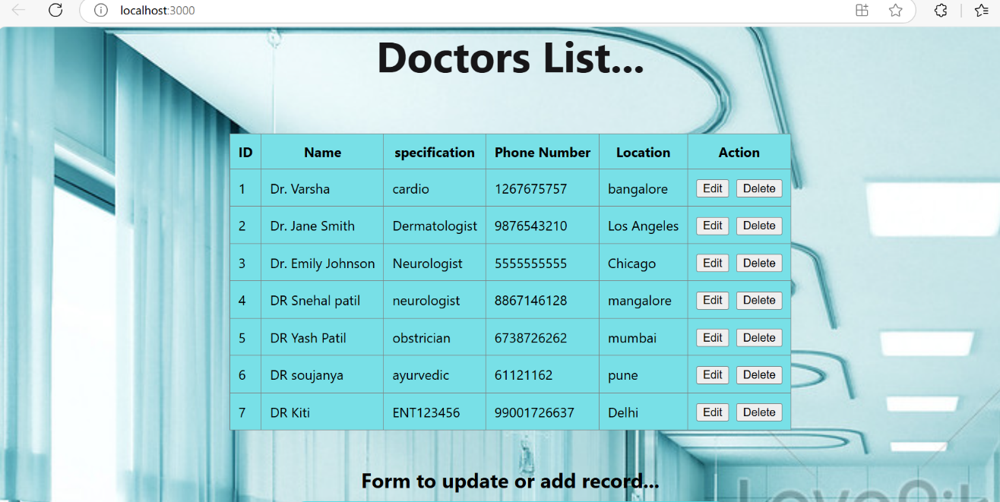 localhost:3000
Doctors List...
ID Name specification Phone Number Location Action
1 Dr. Varsha cardio 1267675757 bangalore Edit Delete
2 Dr. Jane Smith Dermatologist 9876543210 Los Angeles Edit Delete
3 Dr. Emily Johnson Neurologist 5555555555 Chicago Edit Delete
4 DR Snehal patil neurologist 8867146128 mangalore Edit Delete
5 DR Yash Patil obstrician 6738726262 mumbai Edit Delete
6 DR soujanya ayurvedic 61121162 pune Edit Delete
7 DR Kiti ENT123456 99001726637 Delhi Edit Delete
Form to update or add record...